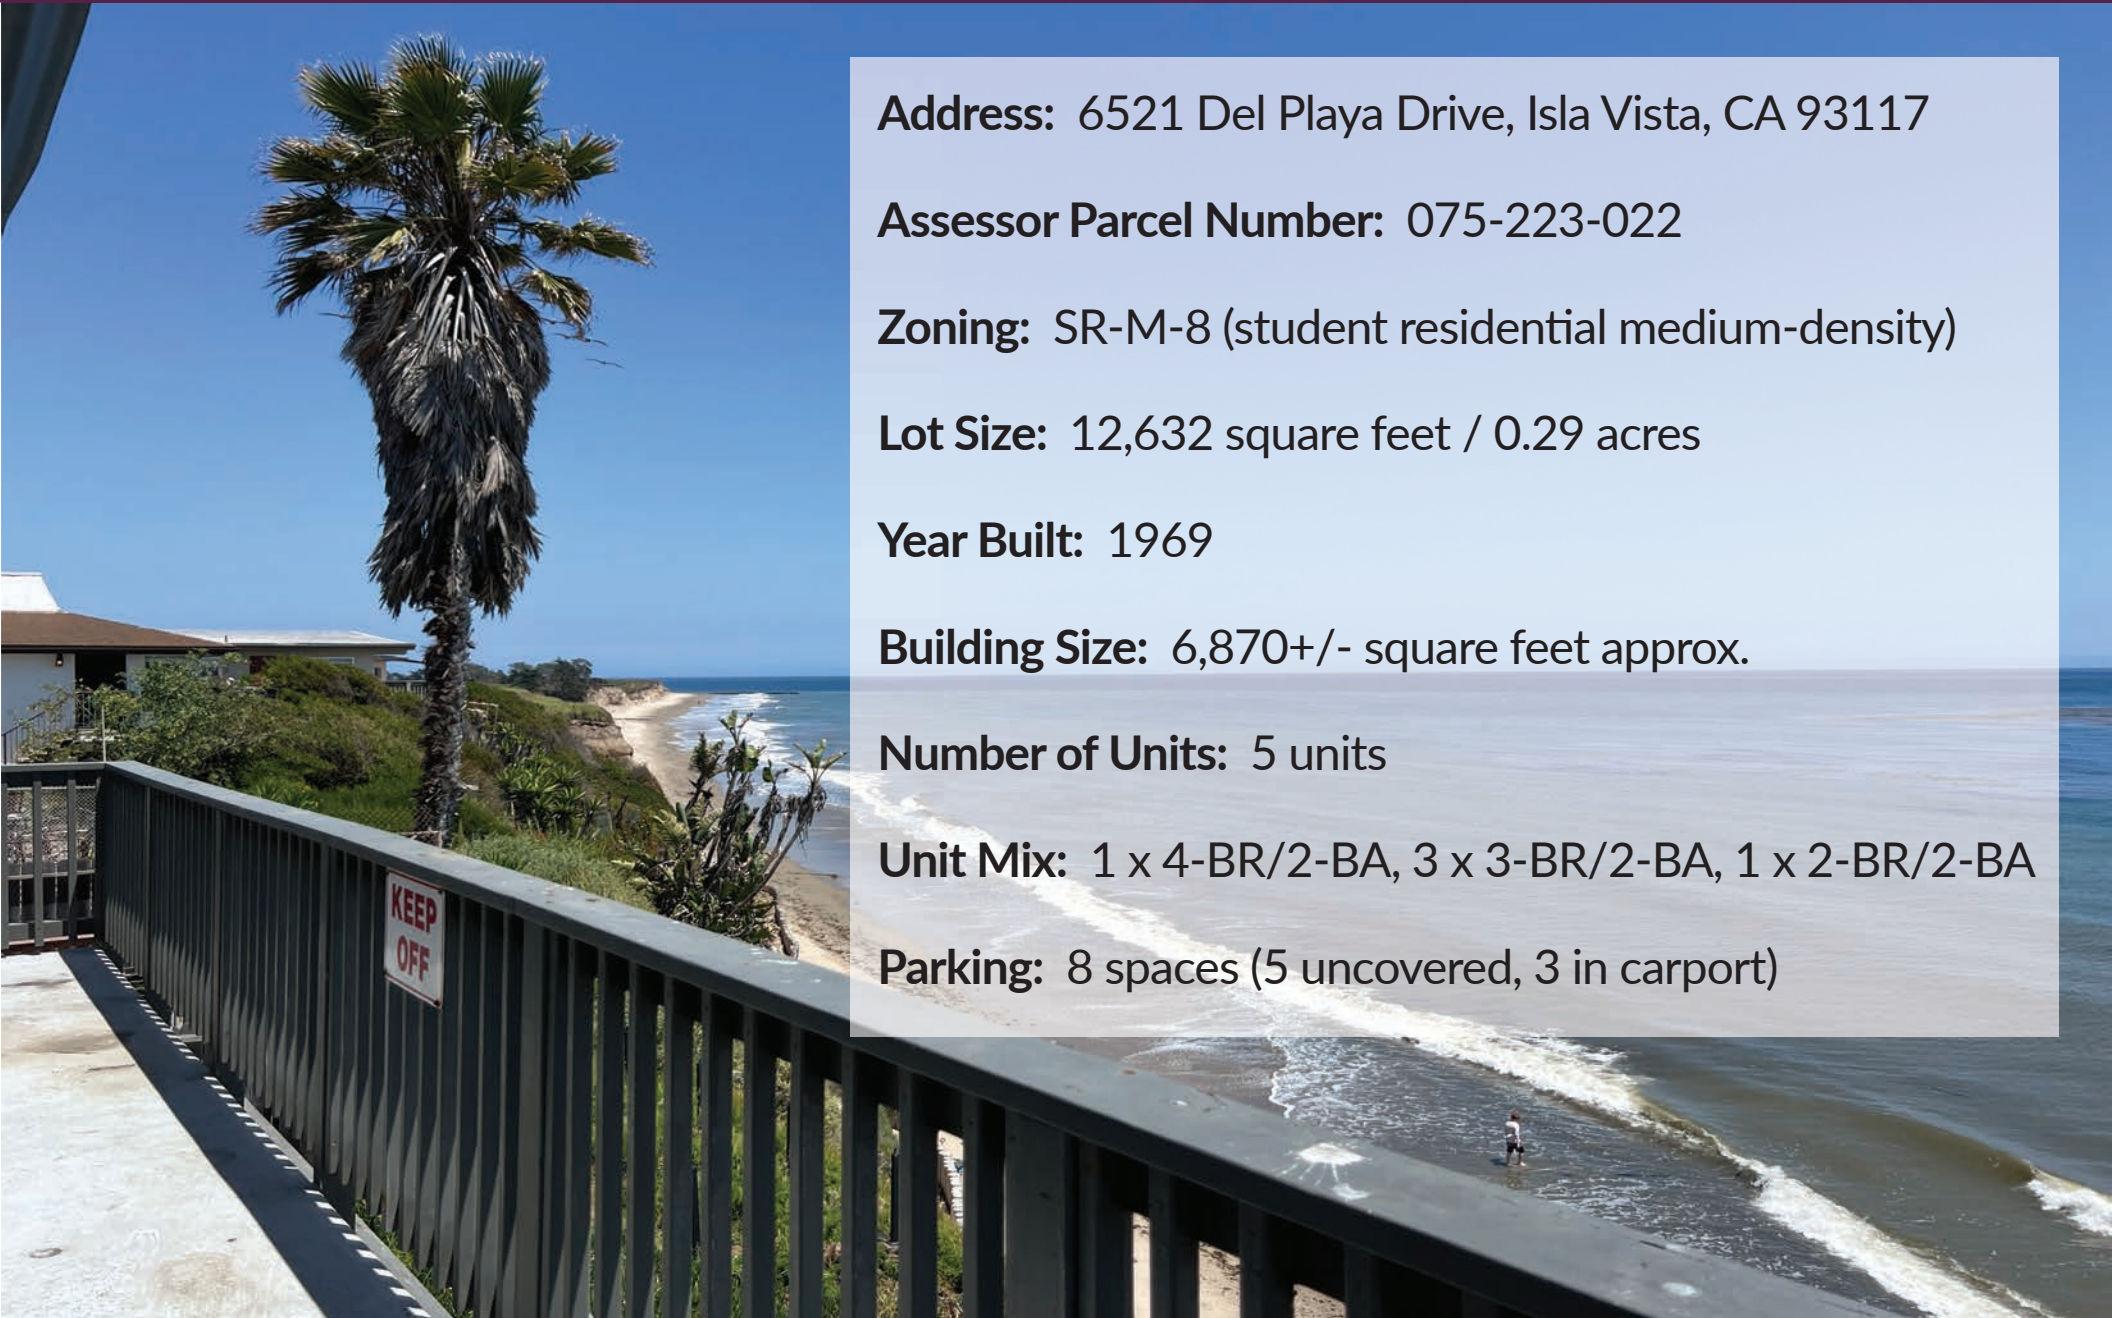 Address: 6521 Del Playa Drive, Isla Vista, CA 93117
Assessor Parcel Number: 075-223-022
Zoning: SR-M-8 (student residential medium-density)
Lot Size: 12,632 square feet / 0.29 acres
Year Built: 1969
Building Size: 6,870+/- square feet approx.
Number of Units: 5 units
Unit Mix: 1 x 4-BR/2-BA, 3 x 3-BR/2-BA, 1 x 2-BR/2-BA
Parking: 8 spaces (5 uncovered, 3 in carport)
KEEP
OFF